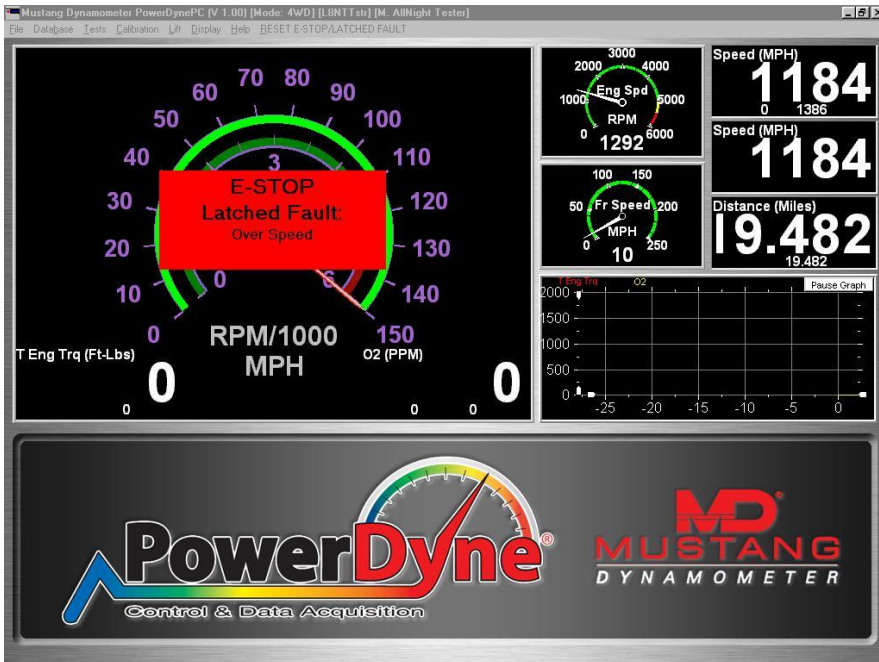 Mustang Dynamometer PowerDynePC (V 1.00) [Mode: 4WD] [L8NTTstr] [M. AllNight Tester]
File Database Tests Calibration Lift Display Help RESET E-STOP/LATCHED FAULT
0 10 20 30 40 50 60 70 80 90 100 110 120 130 140 150
0 3 6
E-STOP
Latched Fault:
Over Speed
RPM/1000
MPH
T Eng Trq (Ft-Lbs)
0
0
O2 (PPM)
0
0 0
0 1000 2000 3000 4000 5000 6000
Eng Spd
RPM
1292
0 50 100 150 200 250
Fr Speed
MPH
10
Speed (MPH)
1184
0 1386
Speed (MPH)
1184
Distance (Miles)
19.482
19.482
T Eng Trq O2 Pause Graph
2000
1500
1000
500
0
-25 -20 -15 -10 -5 0
PowerDyne®
Control & Data Acquisition
MD®
MUSTANG
DYNAMOMETER